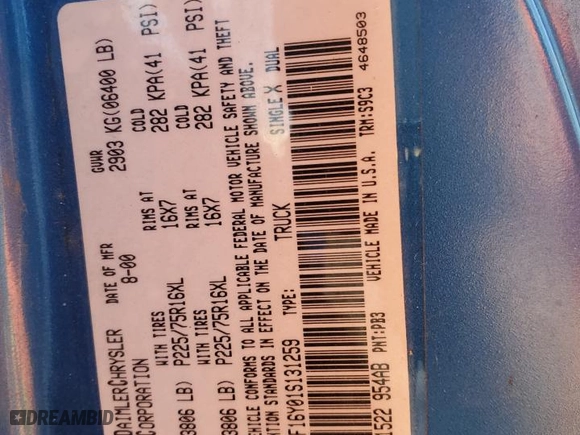 DAIMLERCHRYSLER DATE OF MFR GVWR
CORPORATION 8-00 2903 KG(06400 LB)
WITH TIRES RIMS AT COLD
3886 LB) P225/75R16XL 16X7 282 KPA(41 PSI)
WITH TIRES RIMS AT COLD
3886 LB) P225/75R16XL 16X7 282 KPA(41 PSI)
VEHICLE CONFORMS TO ALL APPLICABLE FEDERAL MOTOR VEHICLE SAFETY AND THEFT
STANDARDS IN EFFECT ON THE DATE OF MANUFACTURE SHOWN ABOVE.
F16Y01S131259 TYPE: TRUCK SINGLE X DUAL
1522 954AB PNT:PB3 VEHICLE MADE IN U.S.A. TRM:S9C3 4648503
DREAMBID